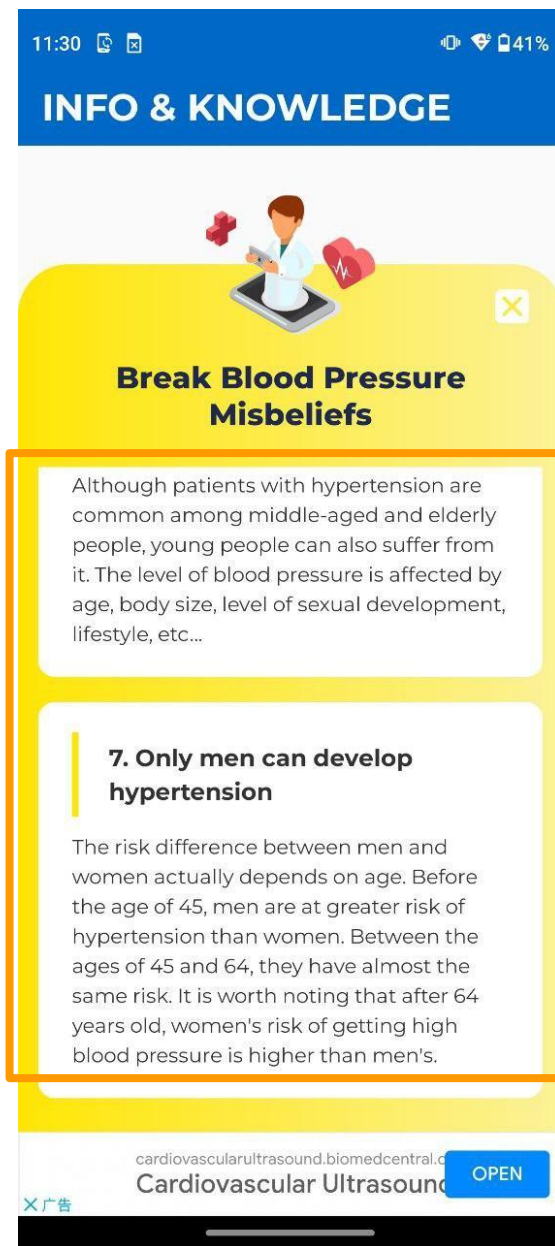 11:30
41%
INFO & KNOWLEDGE
Break Blood Pressure
Misbeliefs
Although patients with hypertension are
common among middle-aged and elderly
people, young people can also suffer from
it. The level of blood pressure is affected by
age, body size, level of sexual development,
lifestyle, etc...
7. Only men can develop
hypertension
The risk difference between men and
women actually depends on age. Before
the age of 45, men are at greater risk of
hypertension than women. Between the
ages of 45 and 64, they have almost the
same risk. It is worth noting that after 64
years old, women's risk of getting high
blood pressure is higher than men's.
cardiovascularultrasound.biomedcentral.c
Cardiovascular Ultrasound
OPEN
广告